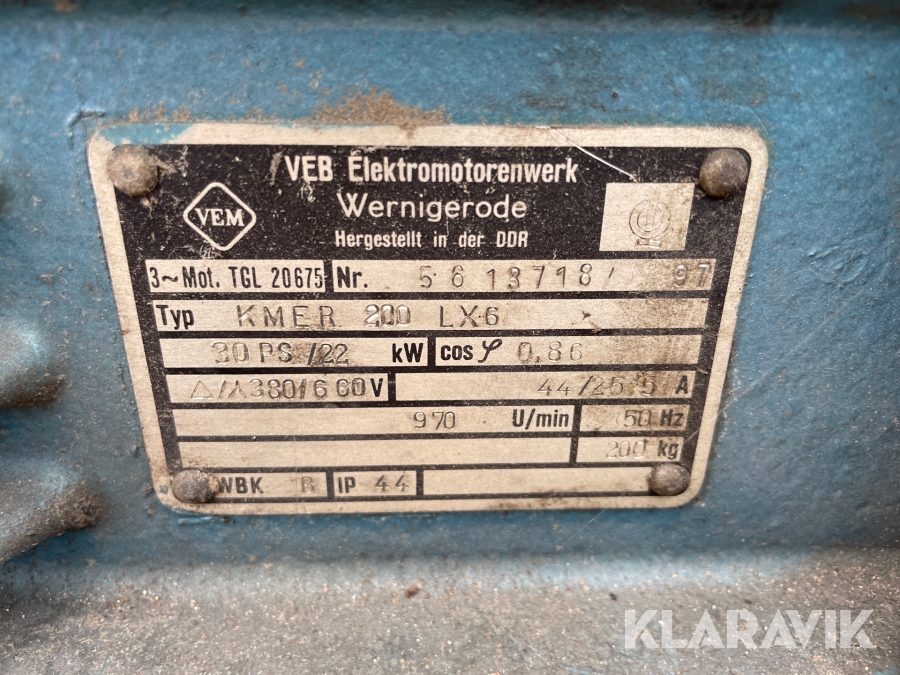 VEB Elektromotorenwerk
VEM
Wernigerode
Hergestellt in der DDR
3~Mot. TGL 20675 Nr. 5613718/ 97
Typ KMER 200 LX6
30 PS /22 kW cos φ 0,86
△/⅄ 380/660 V 44/25,5 A
970 U/min 50 Hz
200 kg
WBK B IP 44
KLARAVIK